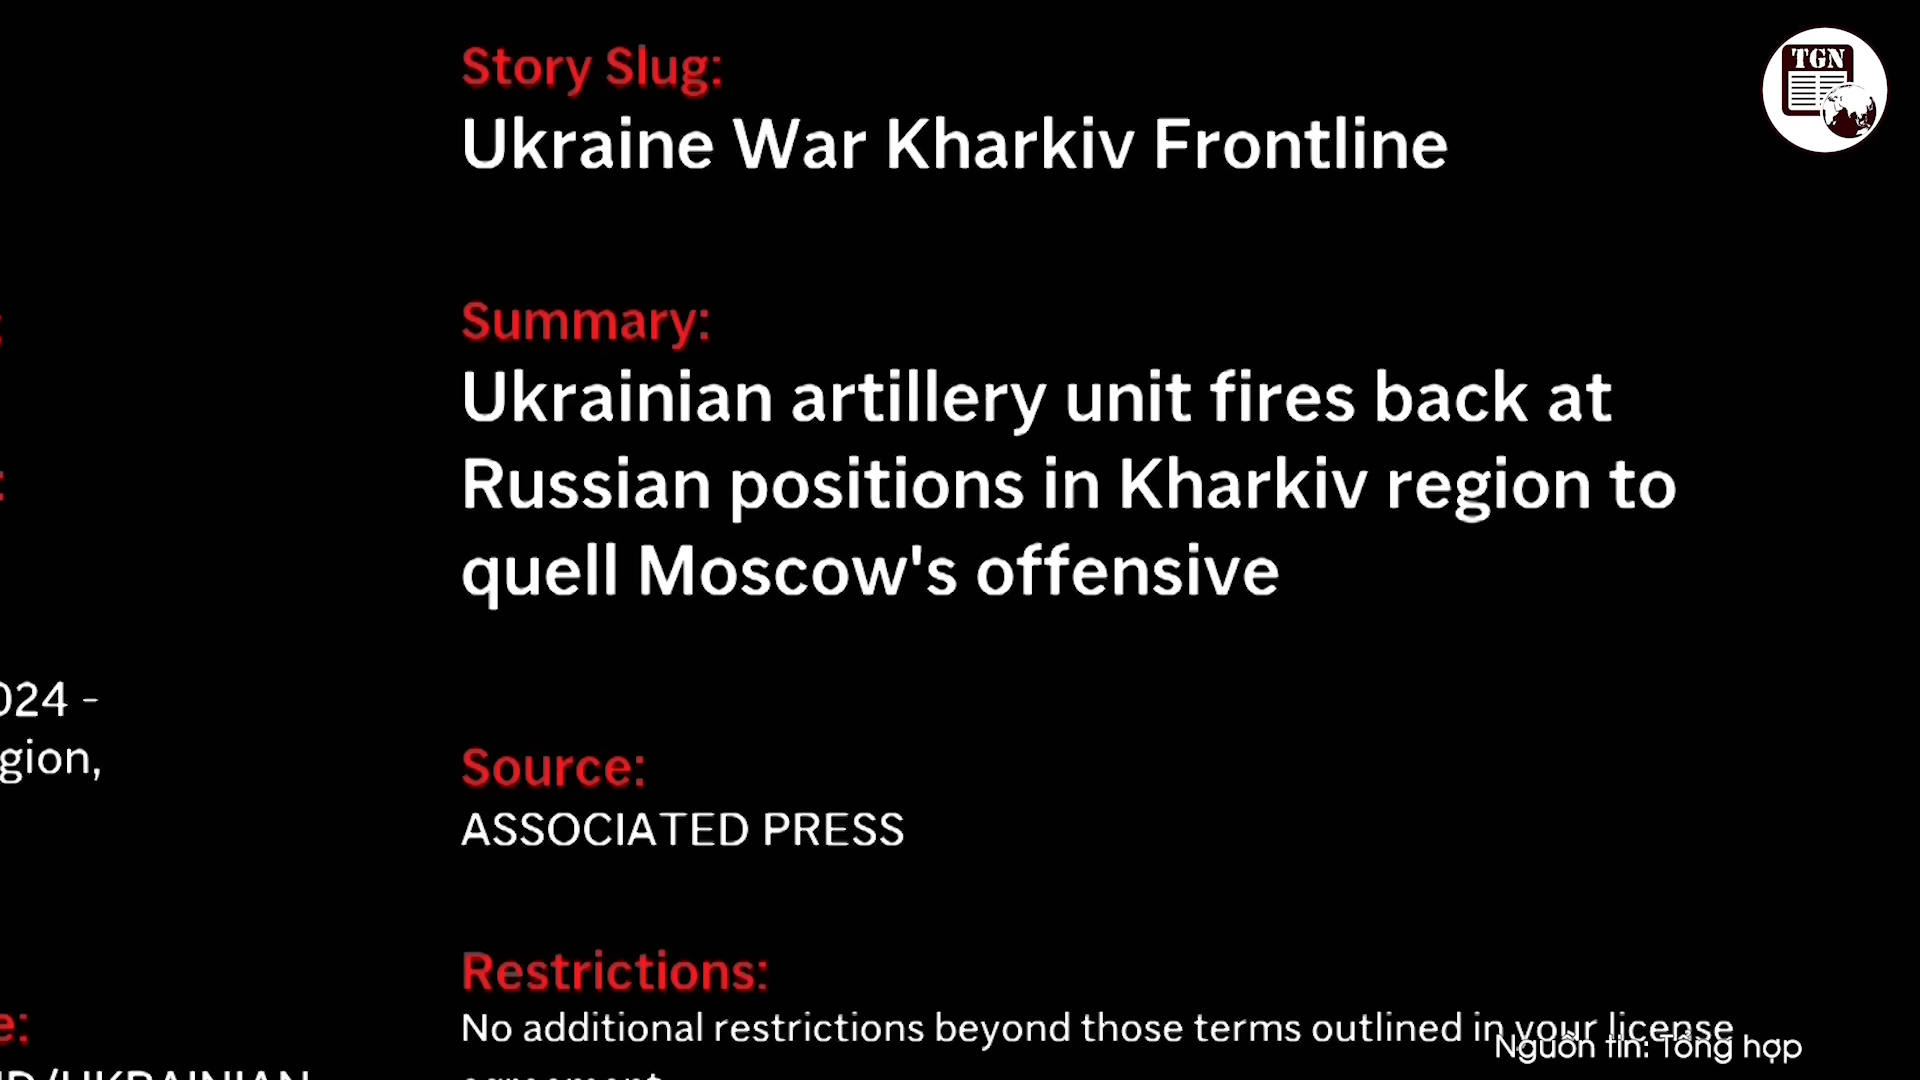 TGN
Story Slug:
Ukraine War Kharkiv Frontline
Summary:
Ukrainian artillery unit fires back at
Russian positions in Kharkiv region to
quell Moscow's offensive
024 -
gion,
Source:
ASSOCIATED PRESS
Restrictions:
No additional restrictions beyond those terms outlined in your license
e:
Nguồn tin: Tổng hợp
D/UKRAINIAN
agreement